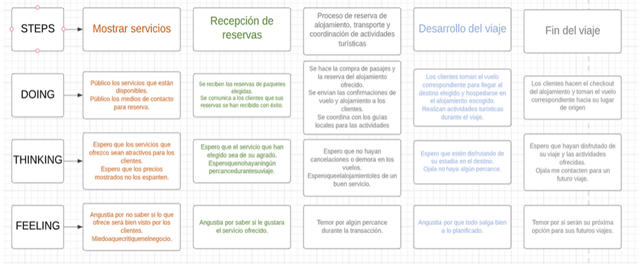 STEPS
Mostrar servicios
Recepción de
reservas
Proceso de reserva de
alojamiento, transporte y
coordinación de actividades
turísticas
Desarrollo del viaje
Fin del viaje
DOING
Público los servicios que están
disponibles.
Público los medios de contacto
para reserva.
Se reciben las reservas de paquetes
elegidas.
Se comunica a los clientes que sus
reservas se han recibido con éxito.
Se hace la compra de pasajes y
la reserva del alojamiento
ofrecido.
Se envían las confirmaciones de
vuelo y alojamiento a los
clientes.
Se coordina con los guías
locales para las actividades
Los clientes toman el vuelo
correspondiente para llegar al
destino elegido y hospedarse en
el alojamiento escogido.
Realizan actividades turísticas
durante el viaje.
Los clientes hacen el checkout
del alojamiento y toman el vuelo
correspondiente hacia su lugar
de origen
THINKING
Espero que los servicios que
ofrezco sean atractivos para los
clientes.
Espero que los precios
mostrados no los espanten.
Espero que el servicio que han
elegido sea de su agrado.
Esperoquenohayaningún
percanceduranteesuviaje.
Espero que no hayan
cancelaciones o demora en los
vuelos.
Esperoqueelalojamientoles de un
buen servicio.
Espero que estén disfrutando de
su estadía en el destino.
Ojala no haya algún percance.
Espero que hayan disfrutado de
su viaje y las actividades
ofrecidas.
Ojala me contacten para un
futuro viaje.
FEELING
Angustia por no saber si lo que
ofrece será bien visto por los
clientes.
Miedoaquecritiquenelnegocio.
Angustia por saber si le gustara
el servicio ofrecido.
Temor por algún percance
durante la transacción.
Angustia por que todo salga bien
a lo planificado.
Temor por si serán su próxima
opción para sus futuros viajes.